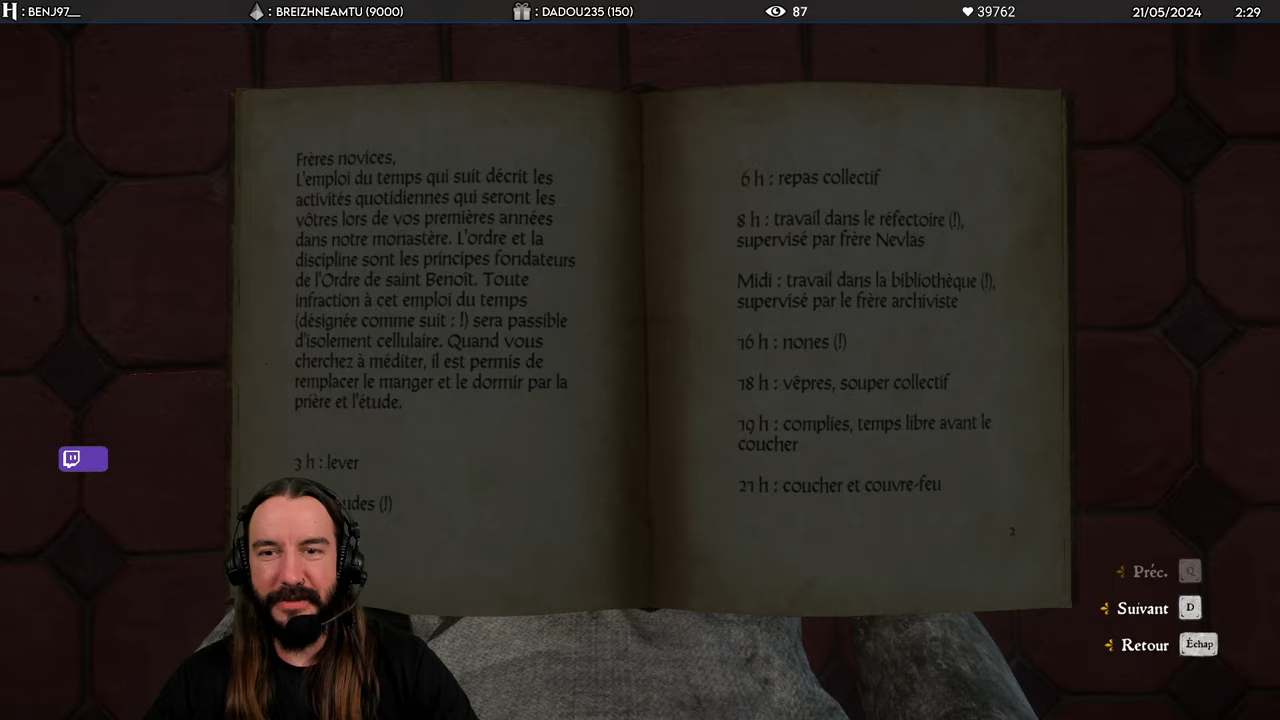 H : BENJ97__
BREIZHNEAMTU (9000)
: DADOU235 (150)
87
39762
21/05/2024
2:29
Frères novices,
L'emploi du temps qui suit décrit les
activités quotidiennes qui seront les
vôtres lors de vos premières années
dans notre monastère. L'ordre et la
discipline sont les principes fondateurs
de l'Ordre de saint Benoît. Toute
infraction à cet emploi du temps
(désignée comme suit : !) sera passible
d'isolement cellulaire. Quand vous
cherchez à méditer, il est permis de
remplacer le manger et le dormir par la
prière et l'étude.
3 h : lever
(!)
6 h : repas collectif
8 h : travail dans le réfectoire (!),
supervisé par frère Nevlas
Midi : travail dans la bibliothèque (!),
supervisé par le frère archiviste
16 h : nones (!)
18 h : vêpres, souper collectif
19 h : complies, temps libre avant le
coucher
21 h : coucher et couvre-feu
2
Préc. Q
Suivant D
Retour Échap